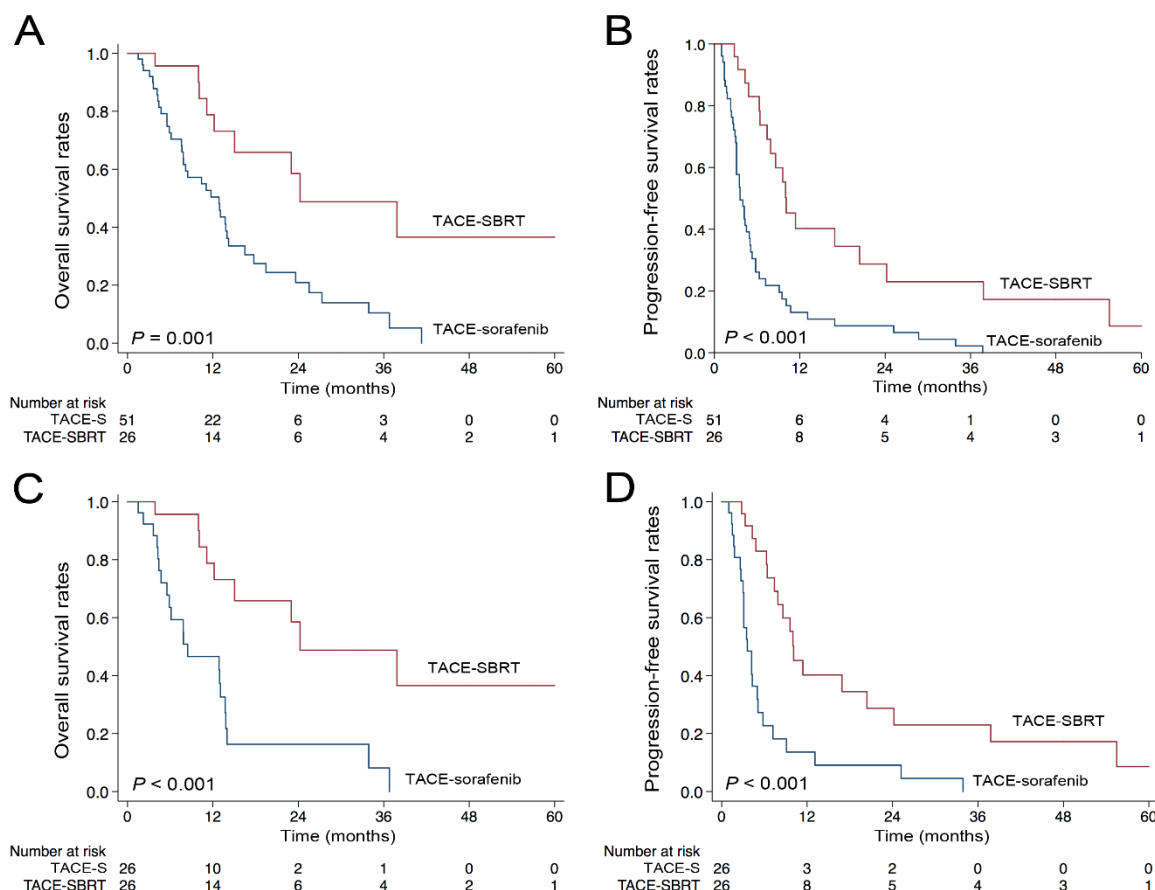 A
Overall survival rates
1.0
0.8
0.6
0.4
0.2
0.0
TACE-SBRT
TACE-sorafenib
P = 0.001
0 12 24 36 48 60
Time (months)
Number at risk
TACE-S 51 22 6 3 0 0
TACE-SBRT 26 14 6 4 2 1
B
Progression-free survival rates
1.0
0.8
0.6
0.4
0.2
0.0
TACE-SBRT
TACE-sorafenib
P < 0.001
0 12 24 36 48 60
Time (months)
Number at risk
TACE-S 51 6 4 1 0 0
TACE-SBRT 26 8 5 4 3 1
C
Overall survival rates
1.0
0.8
0.6
0.4
0.2
0.0
TACE-SBRT
TACE-sorafenib
P < 0.001
0 12 24 36 48 60
Time (months)
Number at risk
TACE-S 26 10 2 1 0 0
TACE-SBRT 26 14 6 4 2 1
D
Progression-free survival rates
1.0
0.8
0.6
0.4
0.2
0.0
TACE-SBRT
TACE-sorafenib
P < 0.001
0 12 24 36 48 60
Time (months)
Number at risk
TACE-S 26 3 2 0 0 0
TACE-SBRT 26 8 5 4 3 1